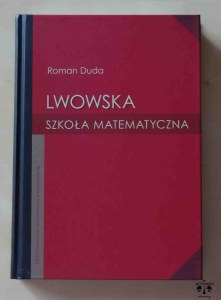 Roman Duda
LWOWSKA
SZKOŁA MATEMATYCZNA